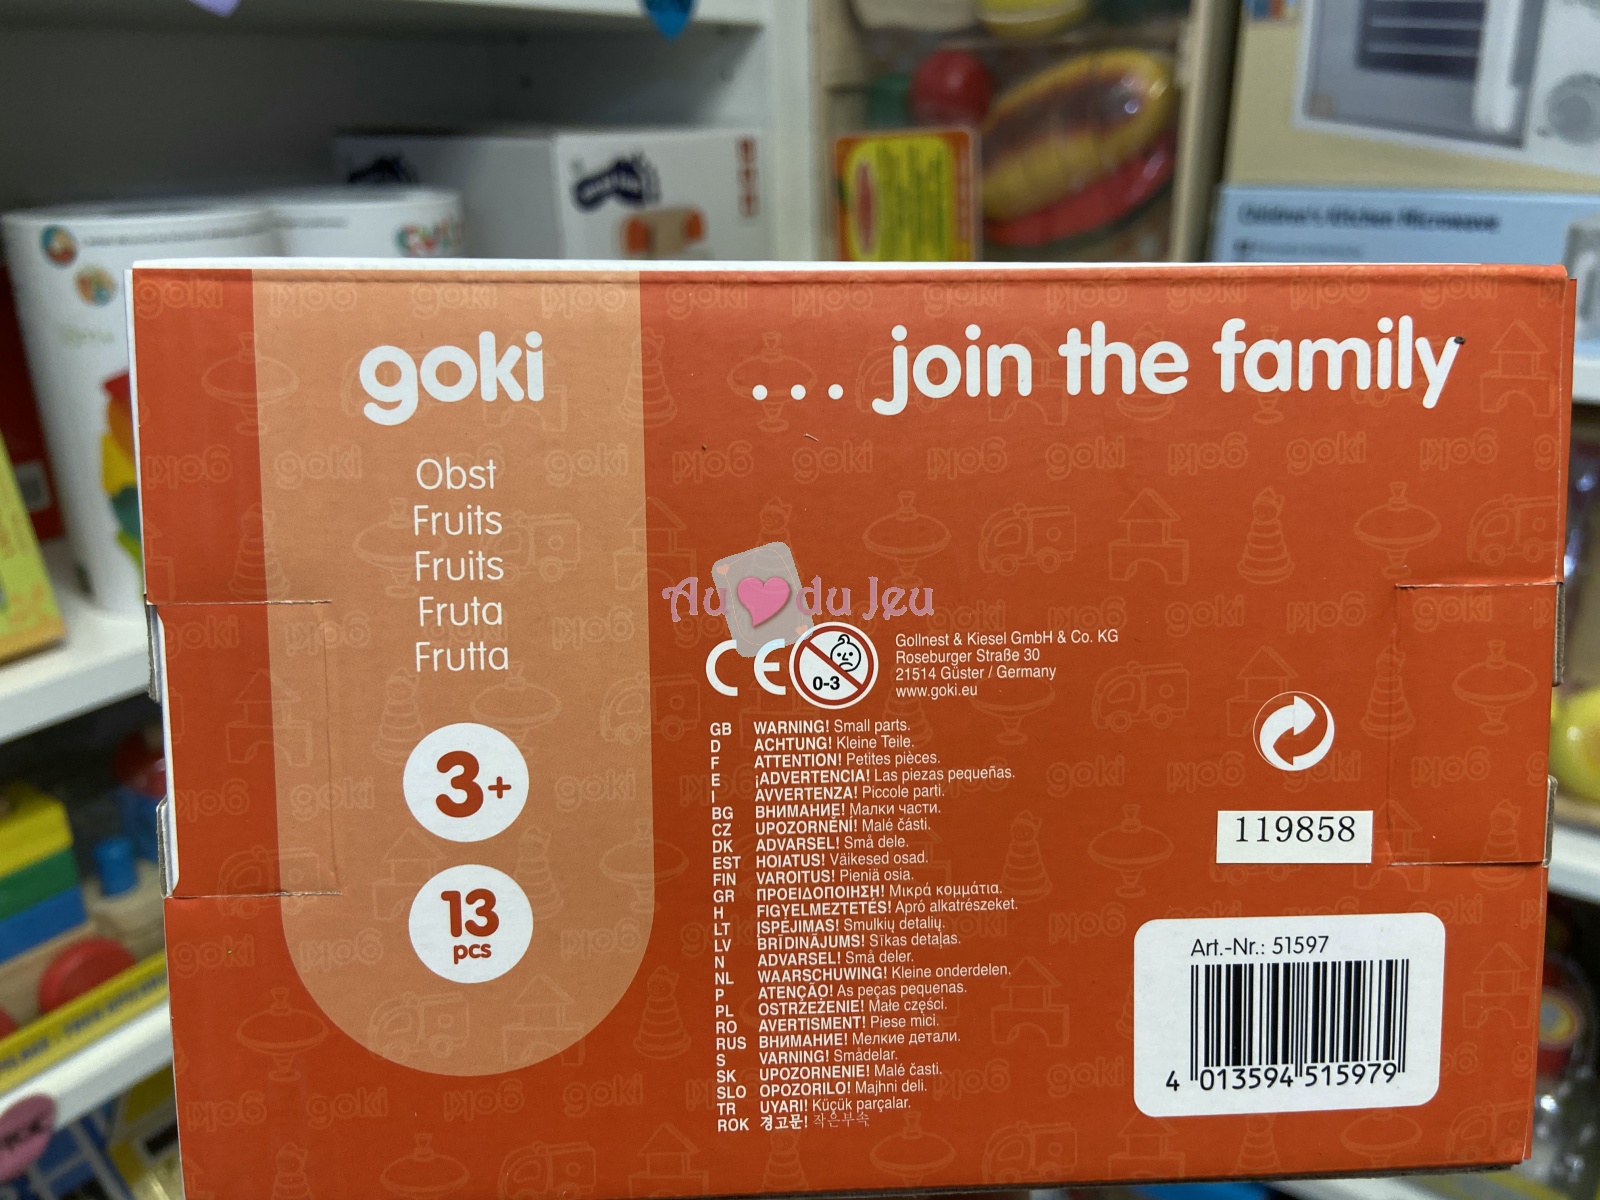 Children's Kitchen Microwave
goki
... join the family
Obst
Fruits
Fruits
Fruta
Frutta
3+
13
pcs
Au du Jeu
CE
0-3
Gollnest & Kiesel GmbH & Co. KG
Roseburger Straße 30
21514 Güster / Germany
www.goki.eu
GB WARNING! Small parts.
D ACHTUNG! Kleine Teile.
F ATTENTION! Petites pièces.
E ¡ADVERTENCIA! Las piezas pequeñas.
I AVVERTENZA! Piccole parti.
BG ВНИМАНИЕ! Малки части.
CZ UPOZORNĚNÍ! Malé části.
DK ADVARSEL! Små dele.
EST HOIATUS! Väikesed osad.
FIN VAROITUS! Pieniä osia.
GR ΠΡΟΕΙΔΟΠΟΙΗΣΗ! Μικρά κομμάτια.
H FIGYELMEZTETÉS! Apró alkatrészeket.
LT ĮSPĖJIMAS! Smulkių detalių.
LV BRĪDINĀJUMS! Sīkas detaļas.
N ADVARSEL! Små deler.
NL WAARSCHUWING! Kleine onderdelen.
P ATENÇÃO! As peças pequenas.
PL OSTRZEŻENIE! Małe części.
RO AVERTISMENT! Piese mici.
RUS ВНИМАНИЕ! Мелкие детали.
S VARNING! Smådelar.
SK UPOZORNENIE! Malé časti.
SLO OPOZORILO! Majhni deli.
TR UYARI! Küçük parçalar.
ROK 경고문! 작은부속
119858
Art.-Nr.: 51597
4 013594 515979